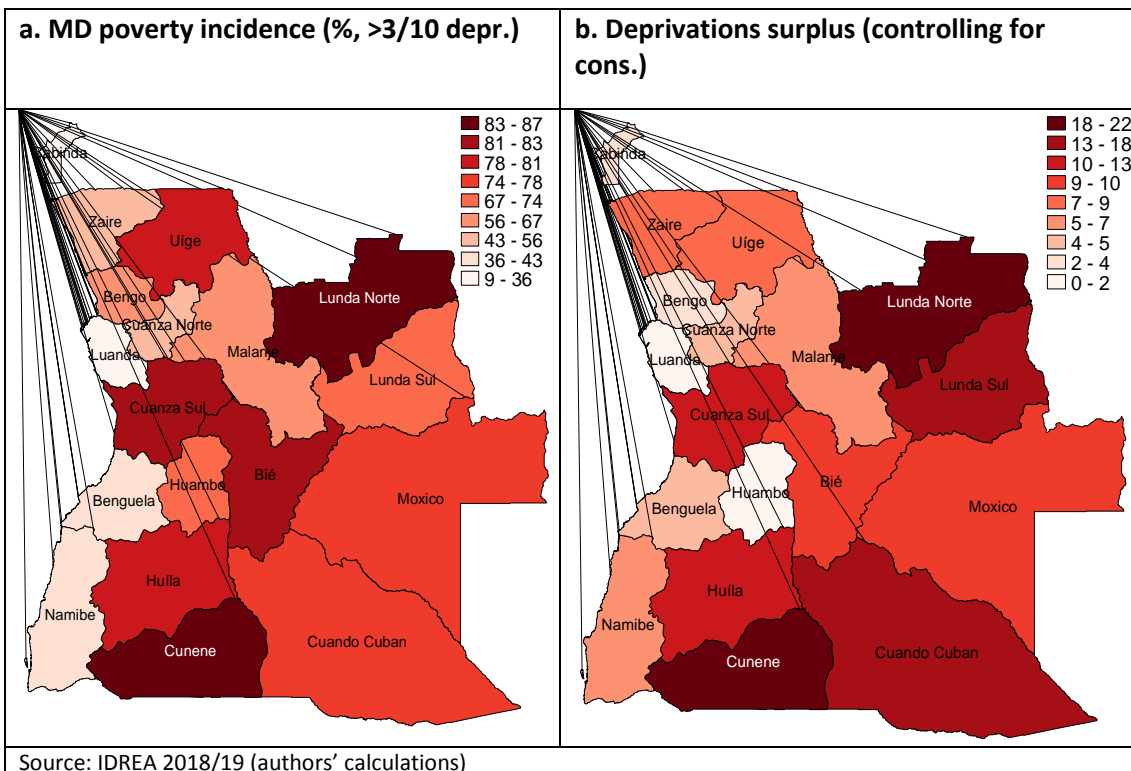 a. MD poverty incidence (%, >3/10 depr.)
b. Deprivations surplus (controlling for
cons.)
83 - 87
81 - 83
78 - 81
74 - 78
67 - 74
56 - 67
43 - 56
36 - 43
9 - 36
Cabinda
Zaire
Uíge
Lunda Norte
Bengo
Cuanza Norte
Luanda
Malanje
Lunda Sul
Cuanza Sul
Bié
Huambo
Benguela
Moxico
Huíla
Namibe
Cuando Cuban
Cunene
18 - 22
13 - 18
10 - 13
9 - 10
7 - 9
5 - 7
4 - 5
2 - 4
0 - 2
Cabinda
Zaire
Uíge
Lunda Norte
Bengo
Cuanza Norte
Luanda
Malanje
Lunda Sul
Cuanza Sul
Bié
Huambo
Benguela
Moxico
Huíla
Namibe
Cuando Cuban
Cunene
Source: IDREA 2018/19 (authors' calculations)